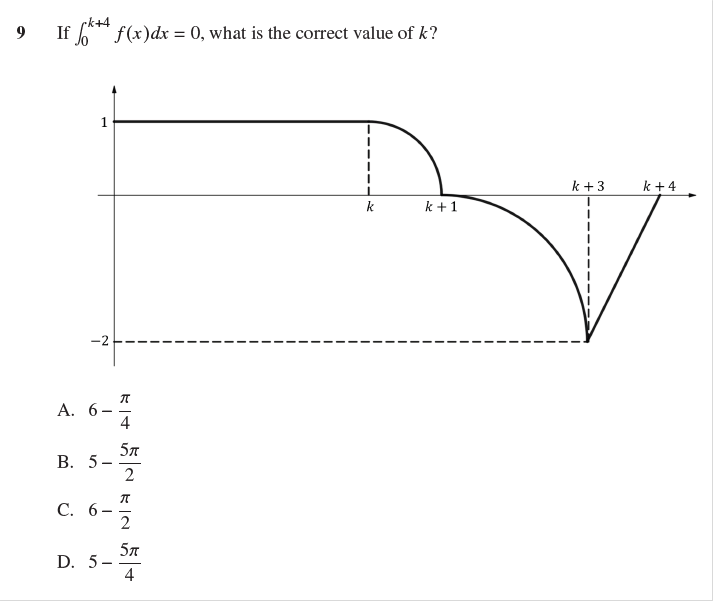 9 If ∫₀ᵏ⁺⁴ f(x)dx = 0, what is the correct value of k?
1
k + 3 k + 4
k k + 1
−2
A. 6 − π/4
B. 5 − 5π/2
C. 6 − π/2
D. 5 − 5π/4